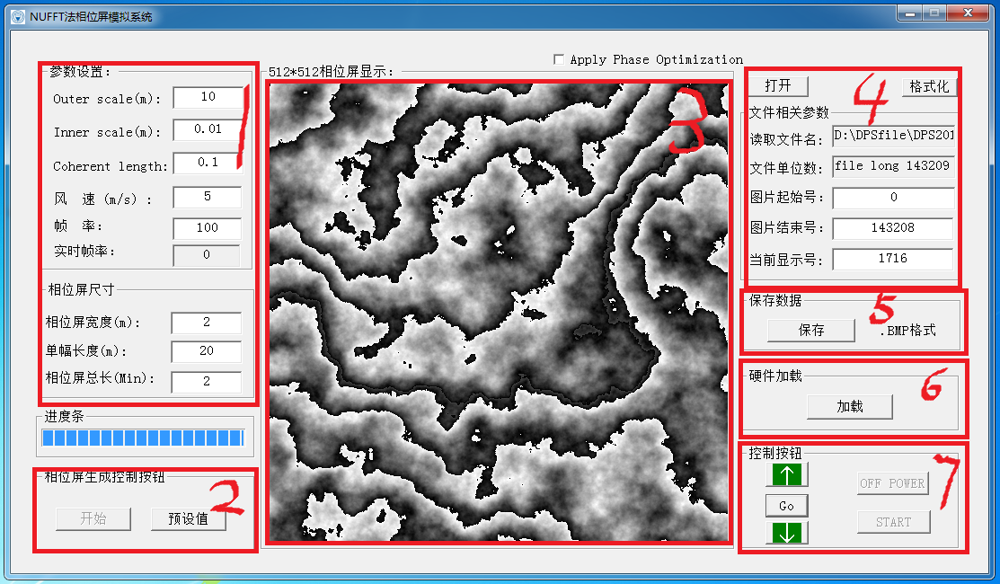 NUFFT法相位屏模拟系统
Apply Phase Optimization
参数设置:
Outer scale(m): 10
Inner scale(m): 0.01
Coherent length: 0.1
风 速 (m/s) : 5
帧 率: 100
实时帧率: 0
1
相位屏尺寸
相位屏宽度(m): 2
单幅长度(m): 20
相位屏总长(Min): 2
进度条
相位屏生成控制按钮
开始 预设值
2
512*512相位屏显示:
3
打开 格式化
4
文件相关参数
读取文件名: D:\DPSfile\DPS201
文件单位数: file long 143209
图片起始号: 0
图片结束号: 143208
当前显示号: 1716
保存数据
保存 .BMP格式
5
硬件加载
加载
6
控制按钮
OFF POWER
Go
START
7